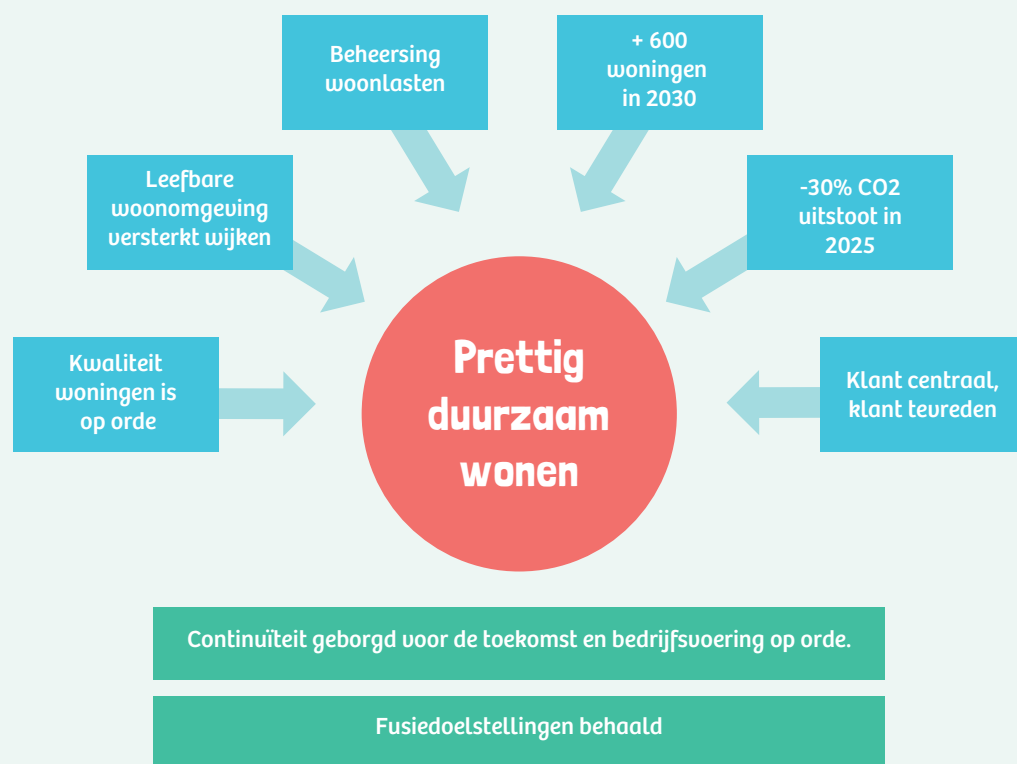 Beheersing
woonlasten
+ 600
woningen
in 2030
Leefbare
woonomgeving
versterkt wijken
-30% CO2
uitstoot in
2025
Kwaliteit
woningen is
op orde
Prettig
duurzaam
wonen
Klant centraal,
klant tevreden
Continuïteit geborgd voor de toekomst en bedrijfsvoering op orde.
Fusiedoelstellingen behaald